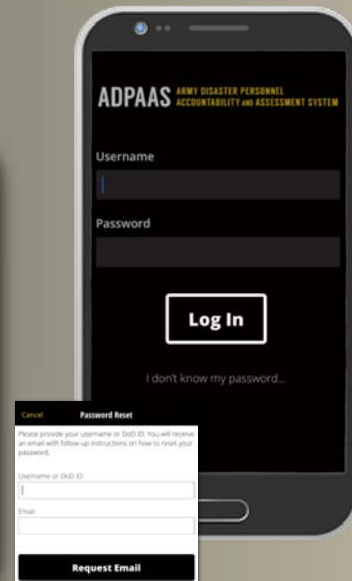 ADPAAS ARMY DISASTER PERSONNEL
ACCOUNTABILITY AND ASSESSMENT SYSTEM
Username
Password
Log In
I don't know my password...
Cancel Password Reset
Please provide your username or DoD ID. You will receive
an email with follow up instructions on how to reset your
password.
Username or DoD ID
Email
Request Email